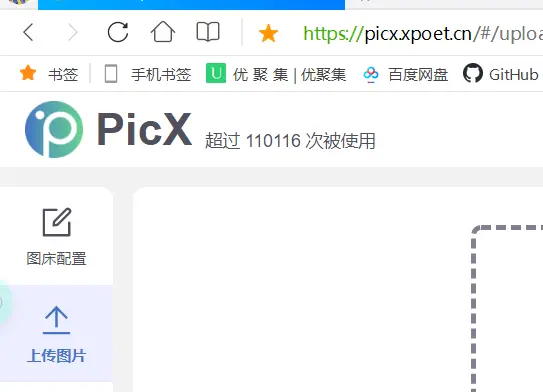 https://picx.xpoet.cn/#/uploa
书签 手机书签 U 优 聚 集 | 优聚集 百度网盘 GitHub
PicX 超过 110116 次被使用
图床配置
上传图片